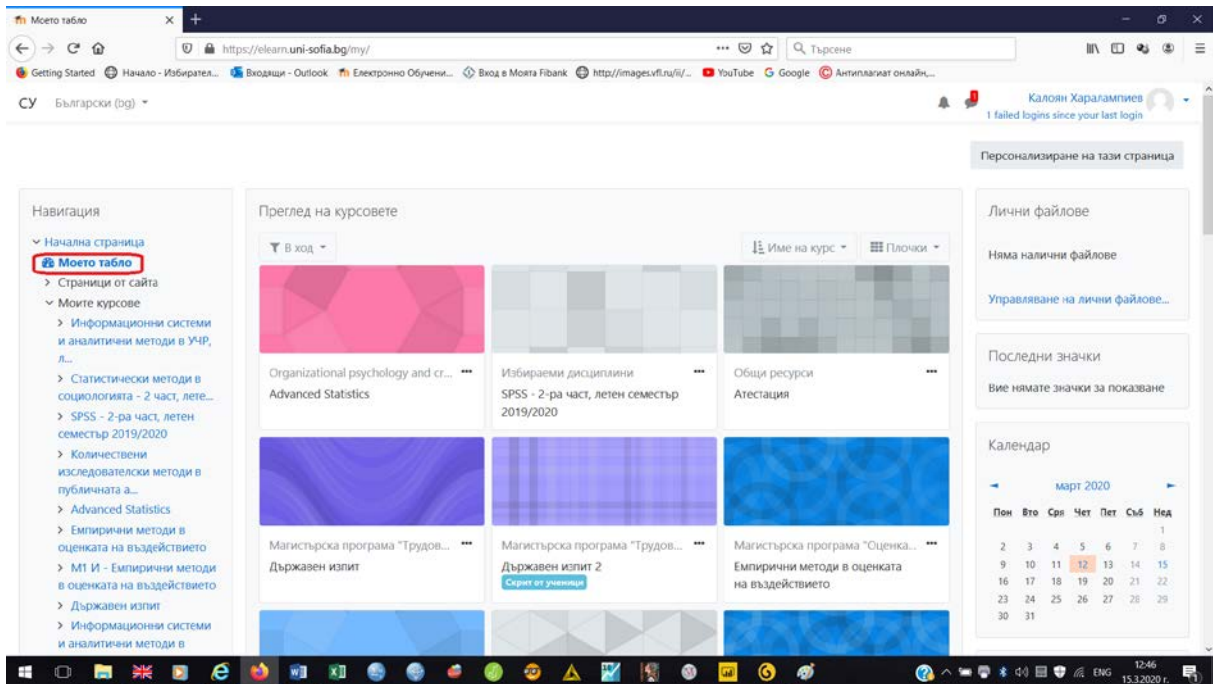 Моето табло
https://elearn.uni-sofia.bg/my/
Търсене
Getting Started Начало - Избирател... Входящи - Outlook Електронно Обучени... Вход в Моята Fibank http://images.vfl.ru/ii/... YouTube Google Антиплагиат онлайн,...
СУ Български (bg)
Калоян Харалампиев
1 failed logins since your last login
Персонализиране на тази страница
Навигация
Начална страница
Моето табло
Страници от сайта
Моите курсове
Информационни системи
и аналитични методи в УЧР,
л...
Статистически методи в
социологията - 2 част, лете...
SPSS - 2-ра част, летен
семестър 2019/2020
Количествени
изследователски методи в
публичната а...
Advanced Statistics
Емпирични методи в
оценката на въздействието
М1 И - Емпирични методи
в оценката на въздействието
Държавен изпит
Информационни системи
и аналитични методи в
Преглед на курсовете
В ход
Име на курс
Плочки
Organizational psychology and cr...
Advanced Statistics
Избираеми дисциплини
SPSS - 2-ра част, летен семестър
2019/2020
Общи ресурси
Атестация
Магистърска програма "Трудов...
Държавен изпит
Магистърска програма "Трудов...
Държавен изпит 2
Скрит от ученици
Магистърска програма "Оценка...
Емпирични методи в оценката
на въздействието
Лични файлове
Няма налични файлове
Управляване на лични файлове...
Последни значки
Вие нямате значки за показване
Календар
март 2020
Пон Вто Сря Чет Пет Съб Нед
1
2 3 4 5 6 7 8
9 10 11 12 13 14 15
16 17 18 19 20 21 22
23 24 25 26 27 28 29
30 31
ENG
12:46
15.3.2020 г.